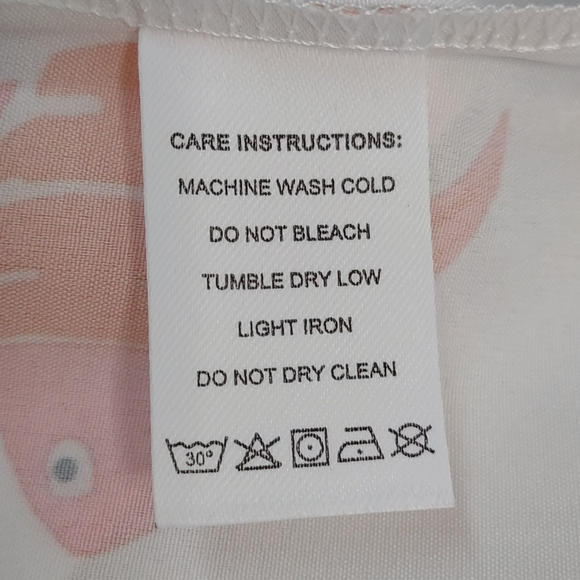 CARE INSTRUCTIONS:
MACHINE WASH COLD
DO NOT BLEACH
TUMBLE DRY LOW
LIGHT IRON
DO NOT DRY CLEAN
30°